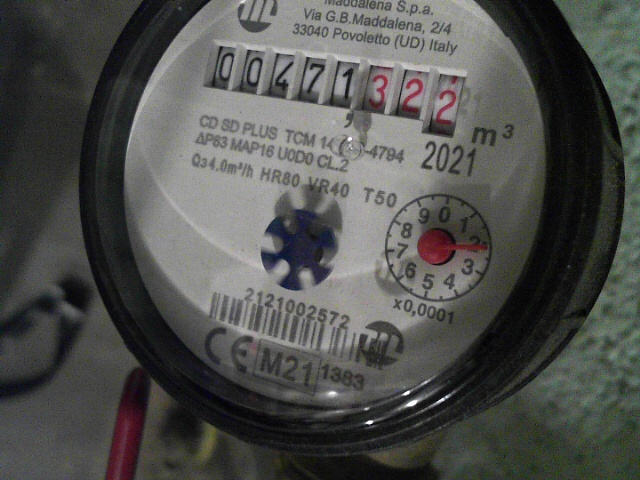 Maddalena S.p.a.
Via G.B.Maddalena, 2/4
33040 Povoletto (UD) Italy
00471322
m³
CD SD PLUS TCM 14 -4794
ΔP63 MAP16 U0D0 CL.2
2021
Q₃4.0m³/h HR80 VR40 T50
0 1 2 3 4 5 6 7 8 9
x0,0001
2121002572
CE M21 1383